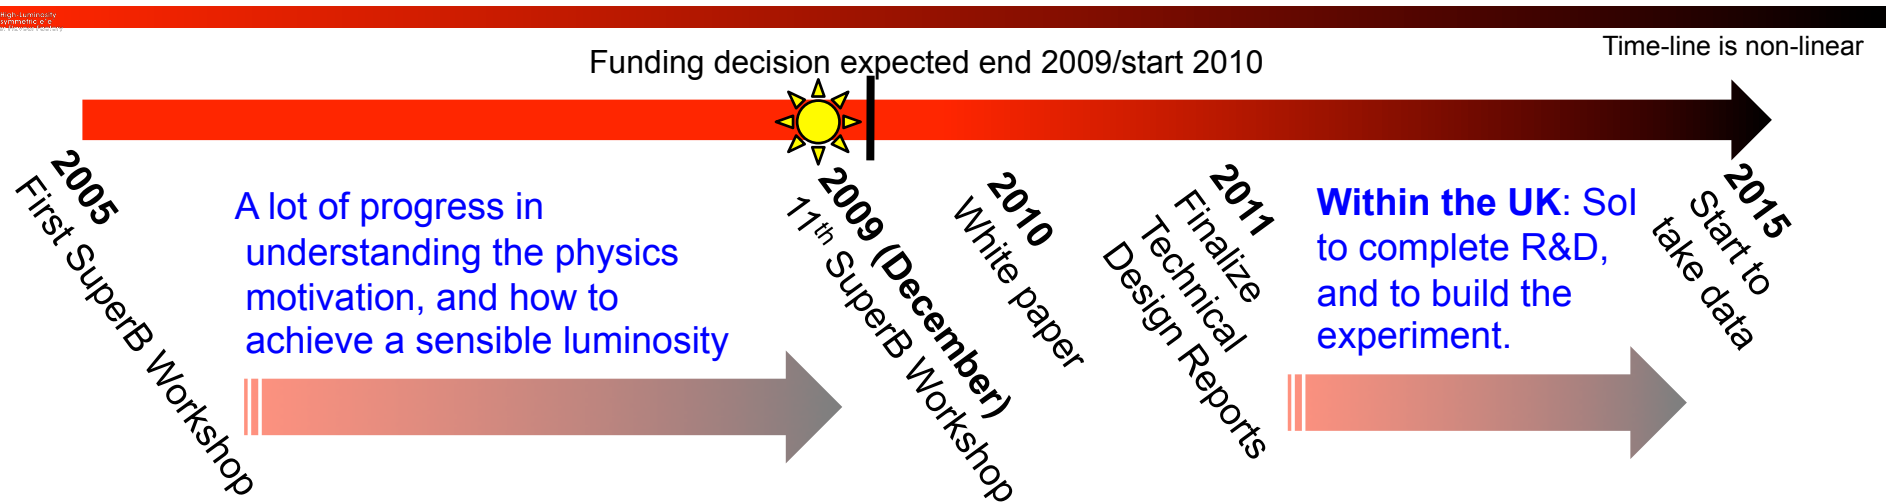 High-Luminosity
Time-line is non-linear
Funding decision expected end 2009/start 2010
2005
First SuperB Workshop
A lot of progress in
understanding the physics
motivation, and how to
achieve a sensible luminosity
2009 (December)
11th SuperB Workshop
2010
White paper
2011
Finalize
Technical
Design Reports
Within the UK: SoI
to complete R&D,
and to build the
experiment.
2015
Start to
take data